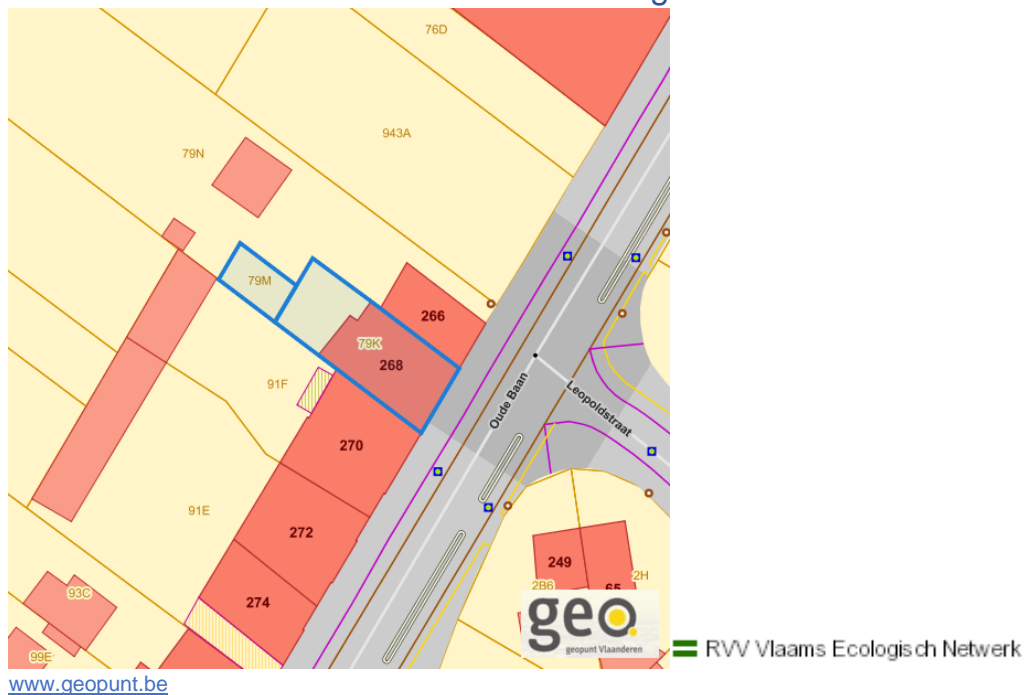 76D
943A
79N
79M
266
79K
268
91F
Oude Baan
Leopoldstraat
270
91E
272
249
2H
2B6
65
93C
274
geo
geopunt Vlaanderen
RVV Vlaams Ecologisch Netwerk
99E
www.geopunt.be